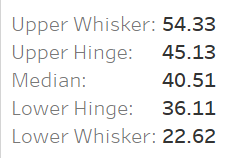 Upper Whisker: 54.33
Upper Hinge: 45.13
Median: 40.51
Lower Hinge: 36.11
Lower Whisker: 22.62